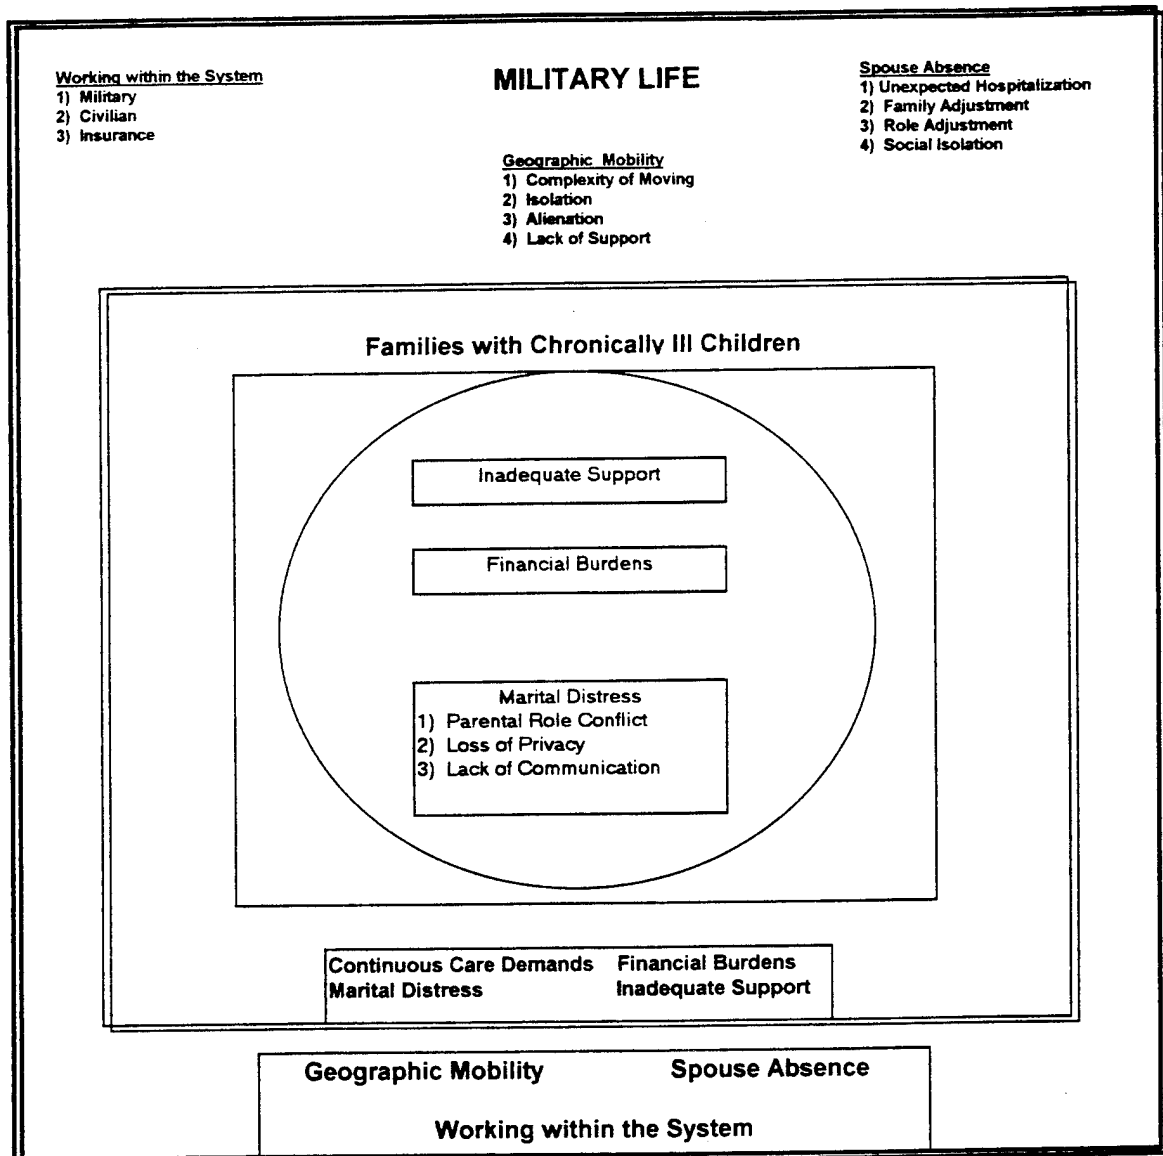 MILITARY LIFE
Working within the System
1) Military
2) Civilian
3) Insurance
Spouse Absence
1) Unexpected Hospitalization
2) Family Adjustment
3) Role Adjustment
4) Social Isolation
Geographic Mobility
1) Complexity of Moving
2) Isolation
3) Alienation
4) Lack of Support
Families with Chronically Ill Children
Inadequate Support
Financial Burdens
Marital Distress
1) Parental Role Conflict
2) Loss of Privacy
3) Lack of Communication
Continuous Care Demands Financial Burdens
Marital Distress Inadequate Support
Geographic Mobility Spouse Absence
Working within the System